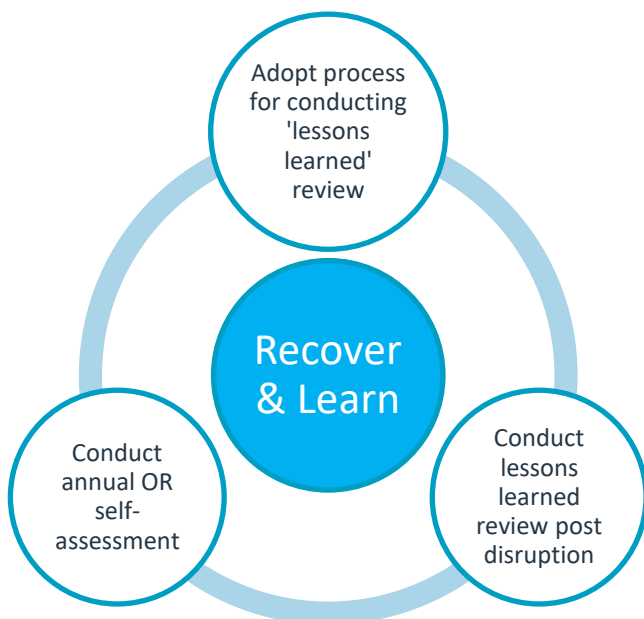 Adopt process
for conducting
'lessons
learned'
review
Recover
& Learn
Conduct
annual OR
self-
assessment
Conduct
lessons
learned
review post
disruption